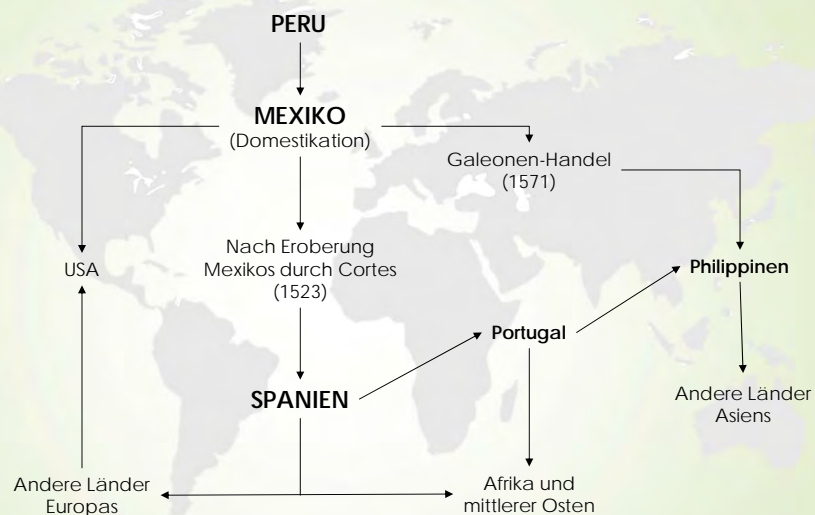 PERU
MEXIKO
(Domestikation)
Galeonen-Handel
(1571)
Nach Eroberung
Mexikos durch Cortes
(1523)
USA
Philippinen
Portugal
SPANIEN
Andere Länder
Asiens
Andere Länder
Europas
Afrika und
mittlerer Osten